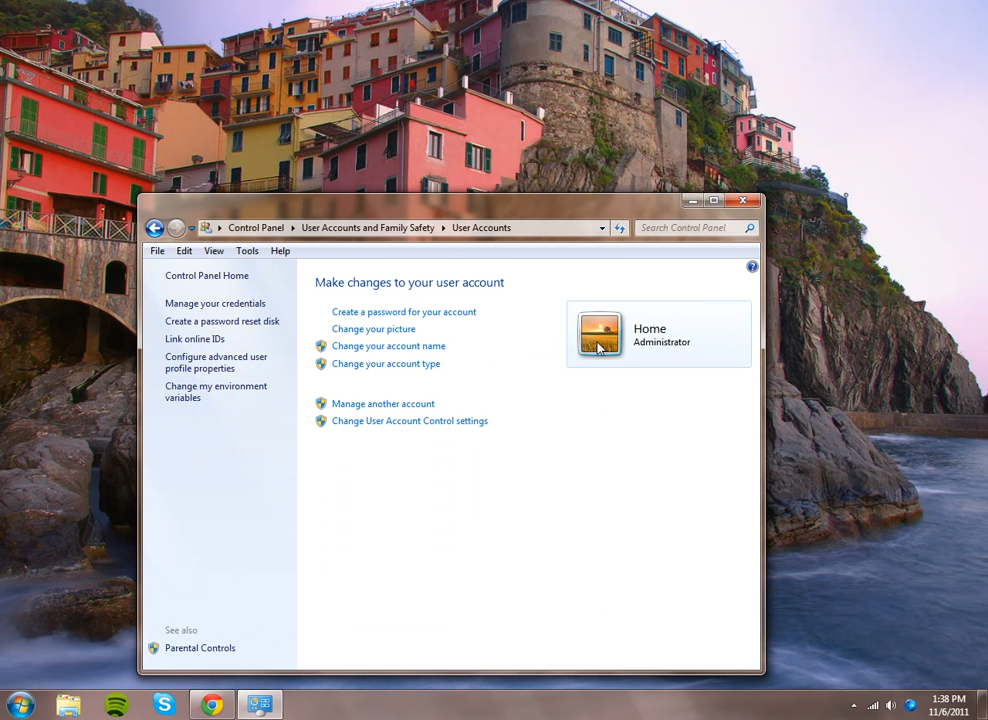 Control Panel
User Accounts and Family Safety
User Accounts
Search Control Panel
File
Edit
View
Tools
Help
Control Panel Home
Manage your credentials
Create a password reset disk
Link online IDs
Configure advanced user
profile properties
Change my environment
variables
See also
Parental Controls
Make changes to your user account
Create a password for your account
Change your picture
Change your account name
Change your account type
Manage another account
Change User Account Control settings
Home
Administrator
1:38 PM
11/6/2011